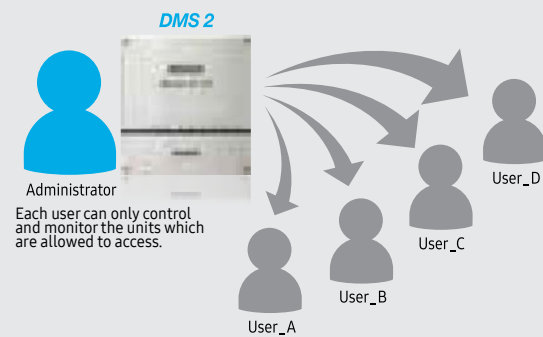 DMS 2
Administrator
Each user can only control
and monitor the units which
are allowed to access.
User_D
User_C
User_B
User_A